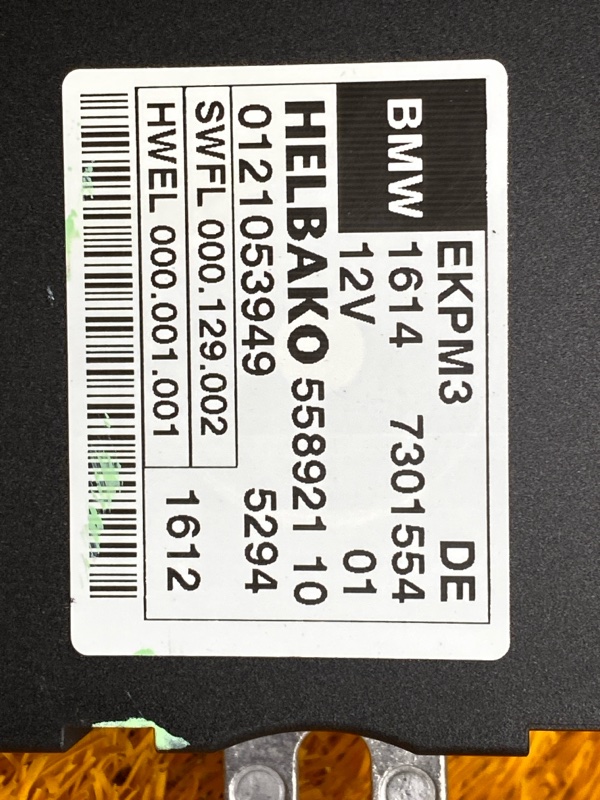 BMW EKPM3 DE
1614 7301554
12V 01
HELBAKO 558921 10
0121053949 5294
SWFL 000.129.002
HWEL 000.001.001 1612